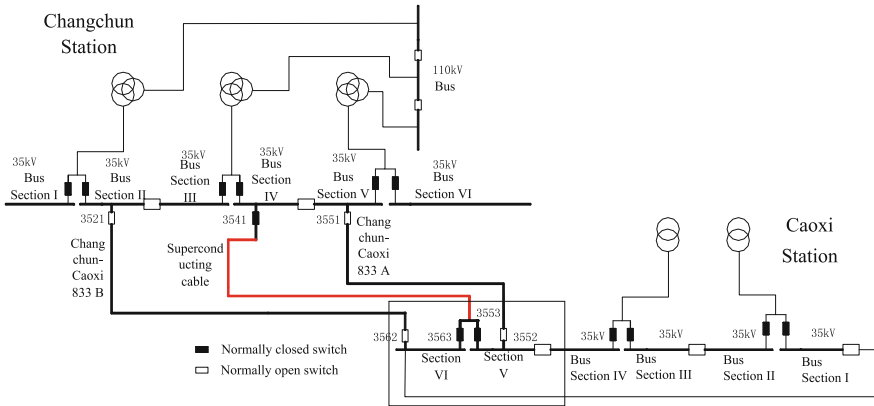 Changchun
Station
110kV
Bus
35kV
Bus
Section I
35kV
Bus
Section II
35kV
Bus
Section
III
35kV
Bus
Section
IV
35kV
Bus
Section V
35kV
Bus
Section VI
3521
3541
3551
Chang
chun-
Caoxi
833 B
Supercond
ucting
cable
Chang
chun-
Caoxi
833 A
Caoxi
Station
3562
3563
3553
3552
Section
VI
Section
V
35kV
Bus
Section IV
35kV
Bus
Section III
35kV
Bus
Section II
35kV
Bus
Section I
Normally closed switch
Normally open switch